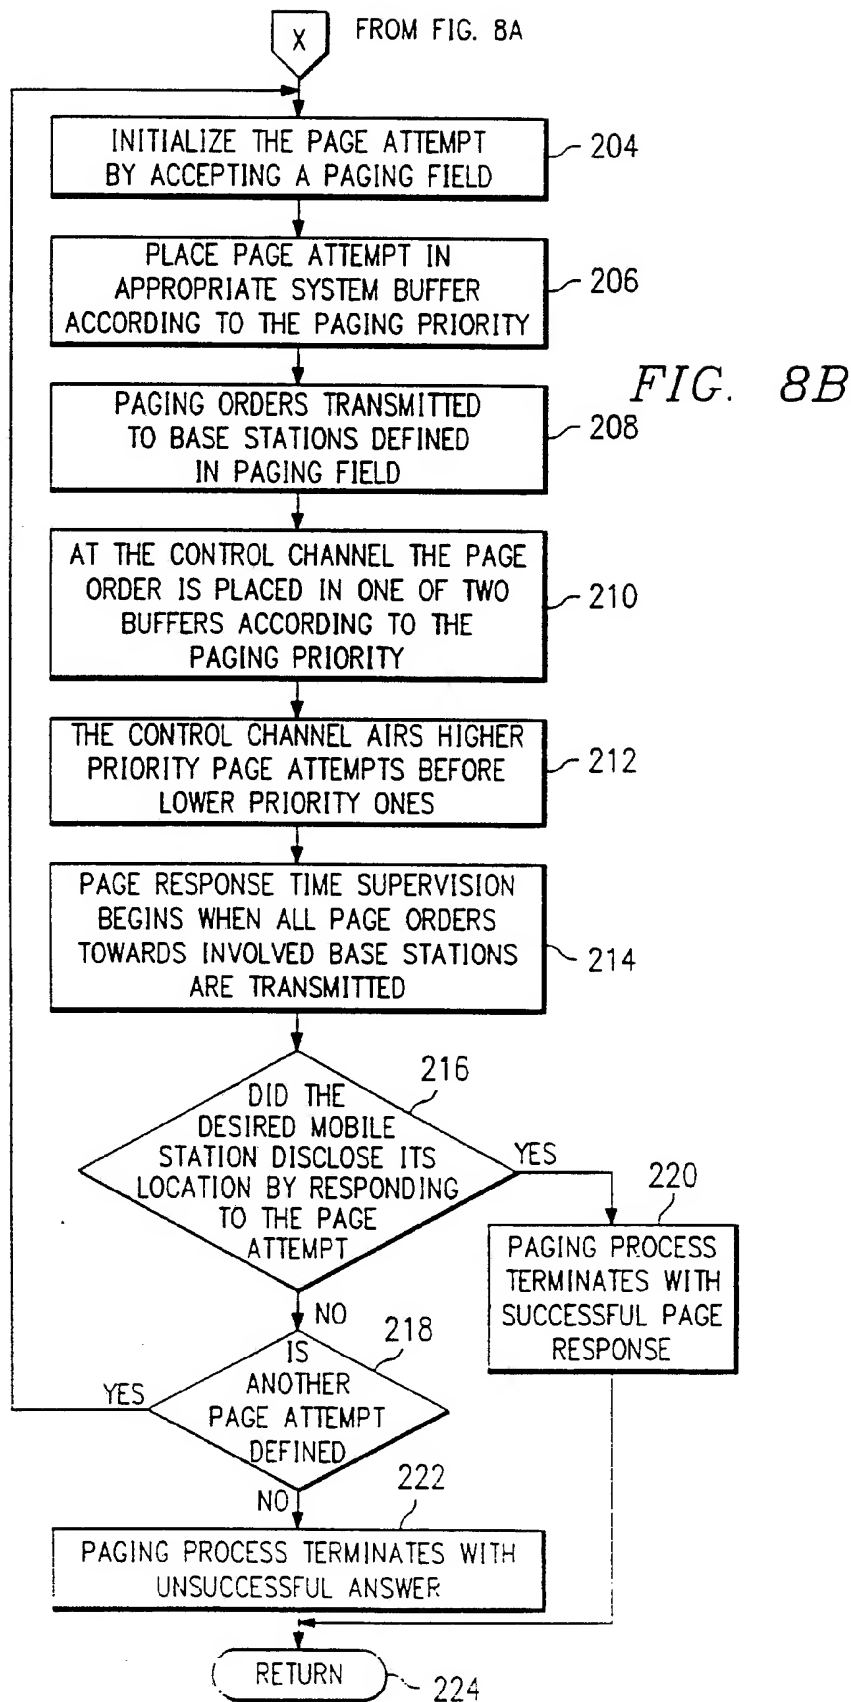 X
FROM FIG. 8A
INITIALIZE THE PAGE ATTEMPT
BY ACCEPTING A PAGING FIELD
204
PLACE PAGE ATTEMPT IN
APPROPRIATE SYSTEM BUFFER
ACCORDING TO THE PAGING PRIORITY
206
FIG. 8B
PAGING ORDERS TRANSMITTED
TO BASE STATIONS DEFINED
IN PAGING FIELD
208
AT THE CONTROL CHANNEL THE PAGE
ORDER IS PLACED IN ONE OF TWO
BUFFERS ACCORDING TO THE
PAGING PRIORITY
210
THE CONTROL CHANNEL AIRS HIGHER
PRIORITY PAGE ATTEMPTS BEFORE
LOWER PRIORITY ONES
212
PAGE RESPONSE TIME SUPERVISION
BEGINS WHEN ALL PAGE ORDERS
TOWARDS INVOLVED BASE STATIONS
ARE TRANSMITTED
214
216
DID THE
DESIRED MOBILE
STATION DISCLOSE ITS
LOCATION BY RESPONDING
TO THE PAGE
ATTEMPT
YES
220
PAGING PROCESS
TERMINATES WITH
SUCCESSFUL PAGE
RESPONSE
NO
218
IS
ANOTHER
PAGE ATTEMPT
DEFINED
YES
NO
222
PAGING PROCESS TERMINATES WITH
UNSUCCESSFUL ANSWER
RETURN
224